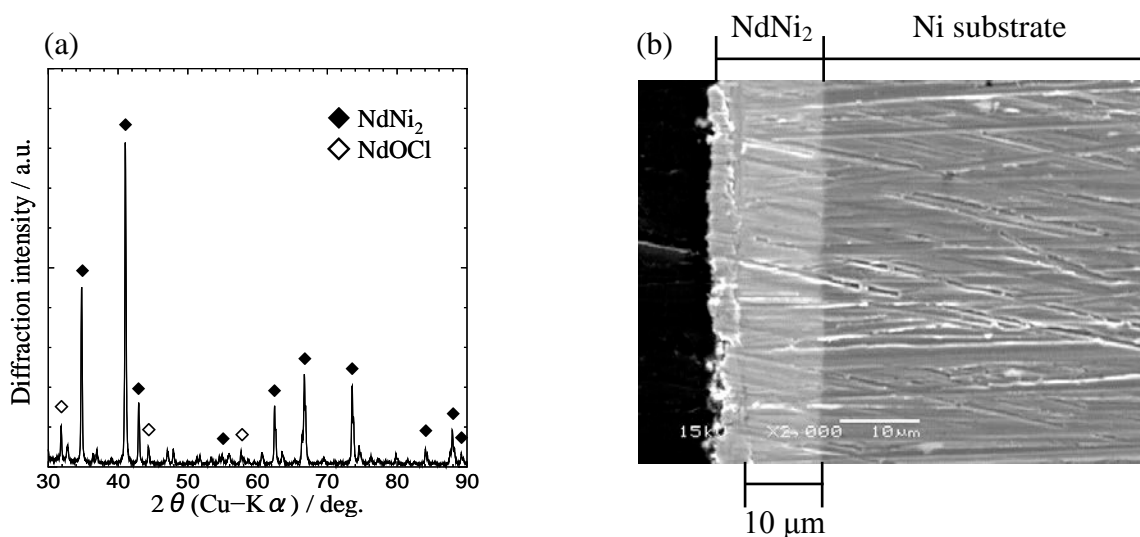 (a)
Diffraction intensity / a.u.
◆ NdNi₂
◇ NdOCl
30 40 50 60 70 80 90
2θ(Cu−Kα) / deg.
(b)
NdNi₂ Ni substrate
15kU X2,000 10μm
10 μm